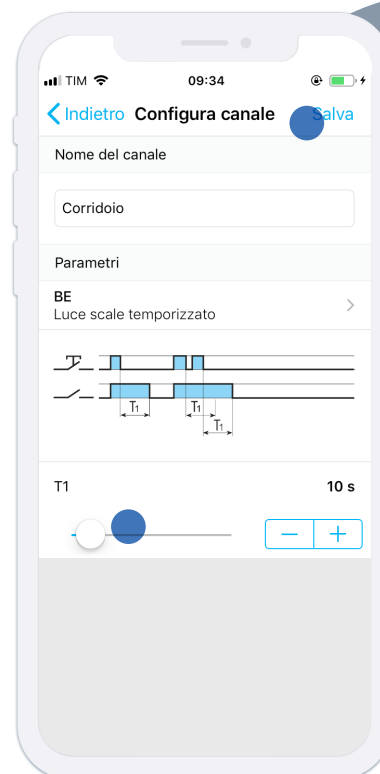 TIM 09:34
Indietro Configura canale Salva
Nome del canale
Corridoio
Parametri
BE
Luce scale temporizzato
T1 T1
T1
T1 10 s